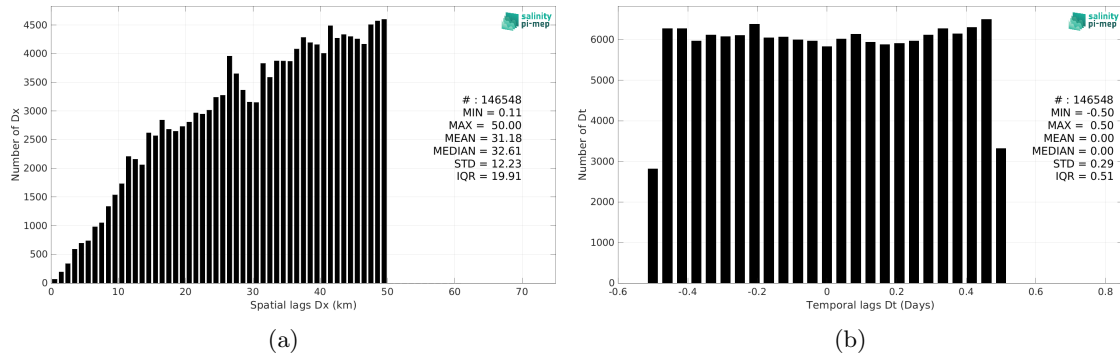 salinity
pi-mep
4500
4000
3500
3000
2500
2000
1500
1000
500
0
Number of Dx
# : 146548
MIN = 0.11
MAX = 50.00
MEAN = 31.18
MEDIAN = 32.61
STD = 12.23
IQR = 19.91
0 10 20 30 40 50 60 70
Spatial lags Dx (km)
(a)
salinity
pi-mep
6000
5000
4000
3000
2000
1000
0
Number of Dt
# : 146548
MIN = -0.50
MAX = 0.50
MEAN = 0.00
MEDIAN = 0.00
STD = 0.29
IQR = 0.51
-0.6 -0.4 -0.2 0 0.2 0.4 0.6 0.8
Temporal lags Dt (Days)
(b)